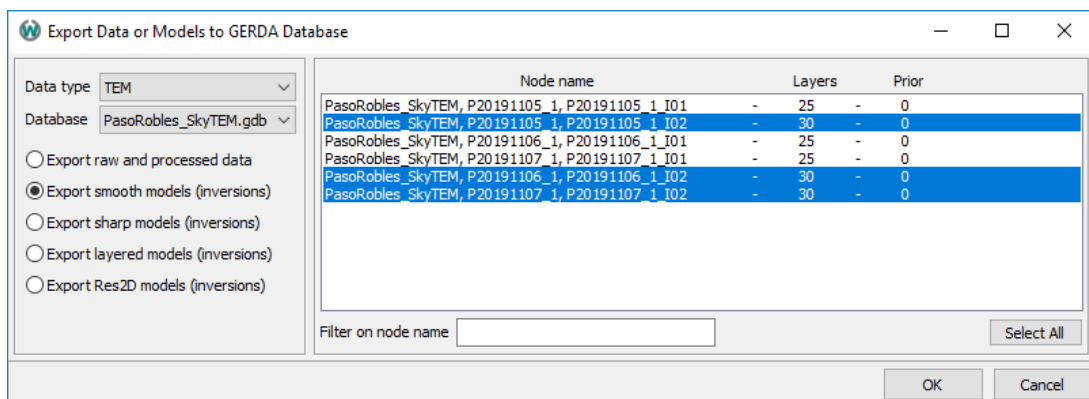 Export Data or Models to GERDA Database
Data type TEM
Database PasoRobles_SkyTEM.gdb
Export raw and processed data
Export smooth models (inversions)
Export sharp models (inversions)
Export layered models (inversions)
Export Res2D models (inversions)
Node name Layers Prior
PasoRobles_SkyTEM, P20191105_1, P20191105_1_I01 - 25 - 0
PasoRobles_SkyTEM, P20191105_1, P20191105_1_I02 - 30 - 0
PasoRobles_SkyTEM, P20191106_1, P20191106_1_I01 - 25 - 0
PasoRobles_SkyTEM, P20191107_1, P20191107_1_I01 - 25 - 0
PasoRobles_SkyTEM, P20191106_1, P20191106_1_I02 - 30 - 0
PasoRobles_SkyTEM, P20191107_1, P20191107_1_I02 - 30 - 0
Filter on node name
Select All
OK Cancel